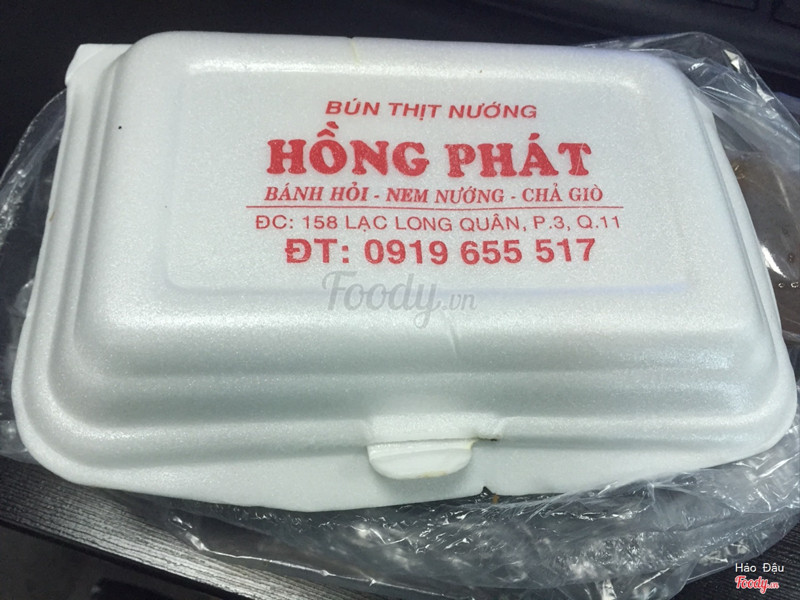 BÚN THỊT NƯỚNG
HỒNG PHÁT
BÁNH HỎI - NEM NƯỚNG - CHẢ GIÒ
ĐC: 158 LẠC LONG QUÂN, P.3, Q.11
ĐT: 0919 655 517
Foody.vn
Hảo Đậu
Foody.vn